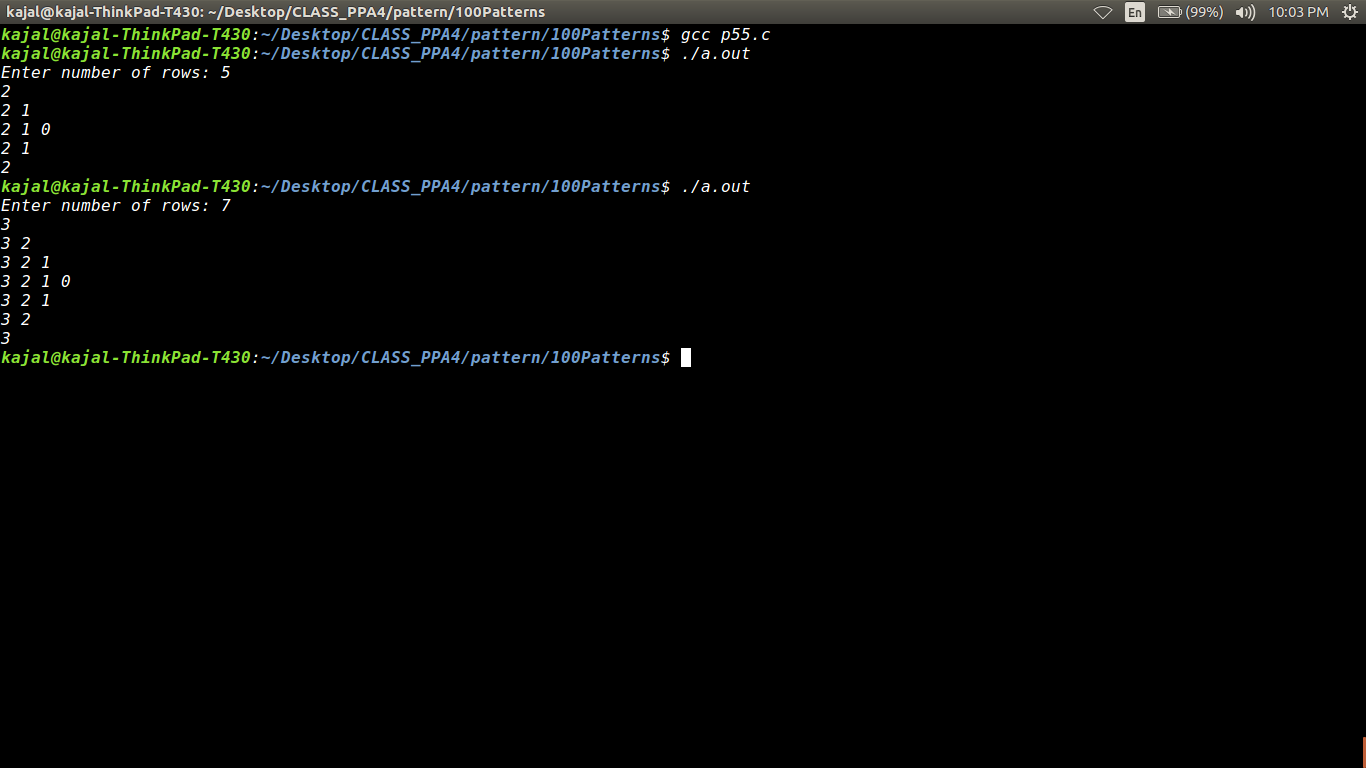 kajal@kajal-ThinkPad-T430: ~/Desktop/CLASS_PPA4/pattern/100Patterns En (99%) 10:03 PM
kajal@kajal-ThinkPad-T430:~/Desktop/CLASS_PPA4/pattern/100Patterns$ gcc p55.c
kajal@kajal-ThinkPad-T430:~/Desktop/CLASS_PPA4/pattern/100Patterns$ ./a.out
Enter number of rows: 5
2
2 1
2 1 0
2 1
2
kajal@kajal-ThinkPad-T430:~/Desktop/CLASS_PPA4/pattern/100Patterns$ ./a.out
Enter number of rows: 7
3
3 2
3 2 1
3 2 1 0
3 2 1
3 2
3
kajal@kajal-ThinkPad-T430:~/Desktop/CLASS_PPA4/pattern/100Patterns$